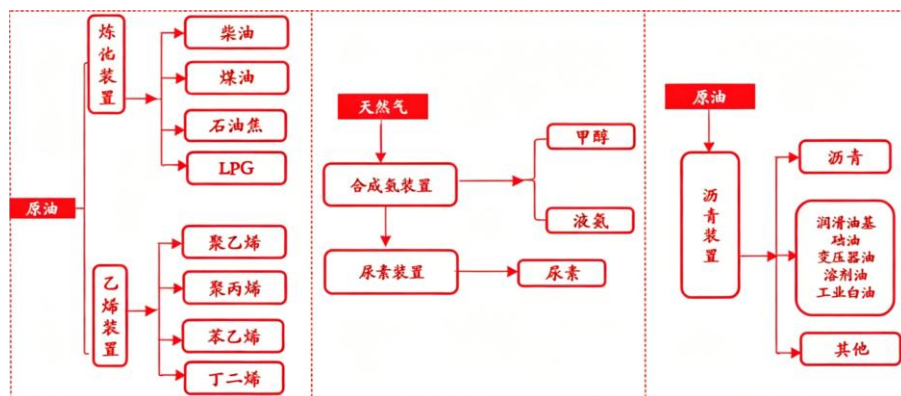 原油
炼
化
装
置
柴油
煤油
石油焦
LPG
乙
烯
装
置
聚乙烯
聚丙烯
苯乙烯
丁二烯
天然气
合成氨装置
甲醇
液氨
尿素装置
尿素
原油
沥
青
装
置
沥青
润滑油基
础油
变压器油
溶剂油
工业白油
其他